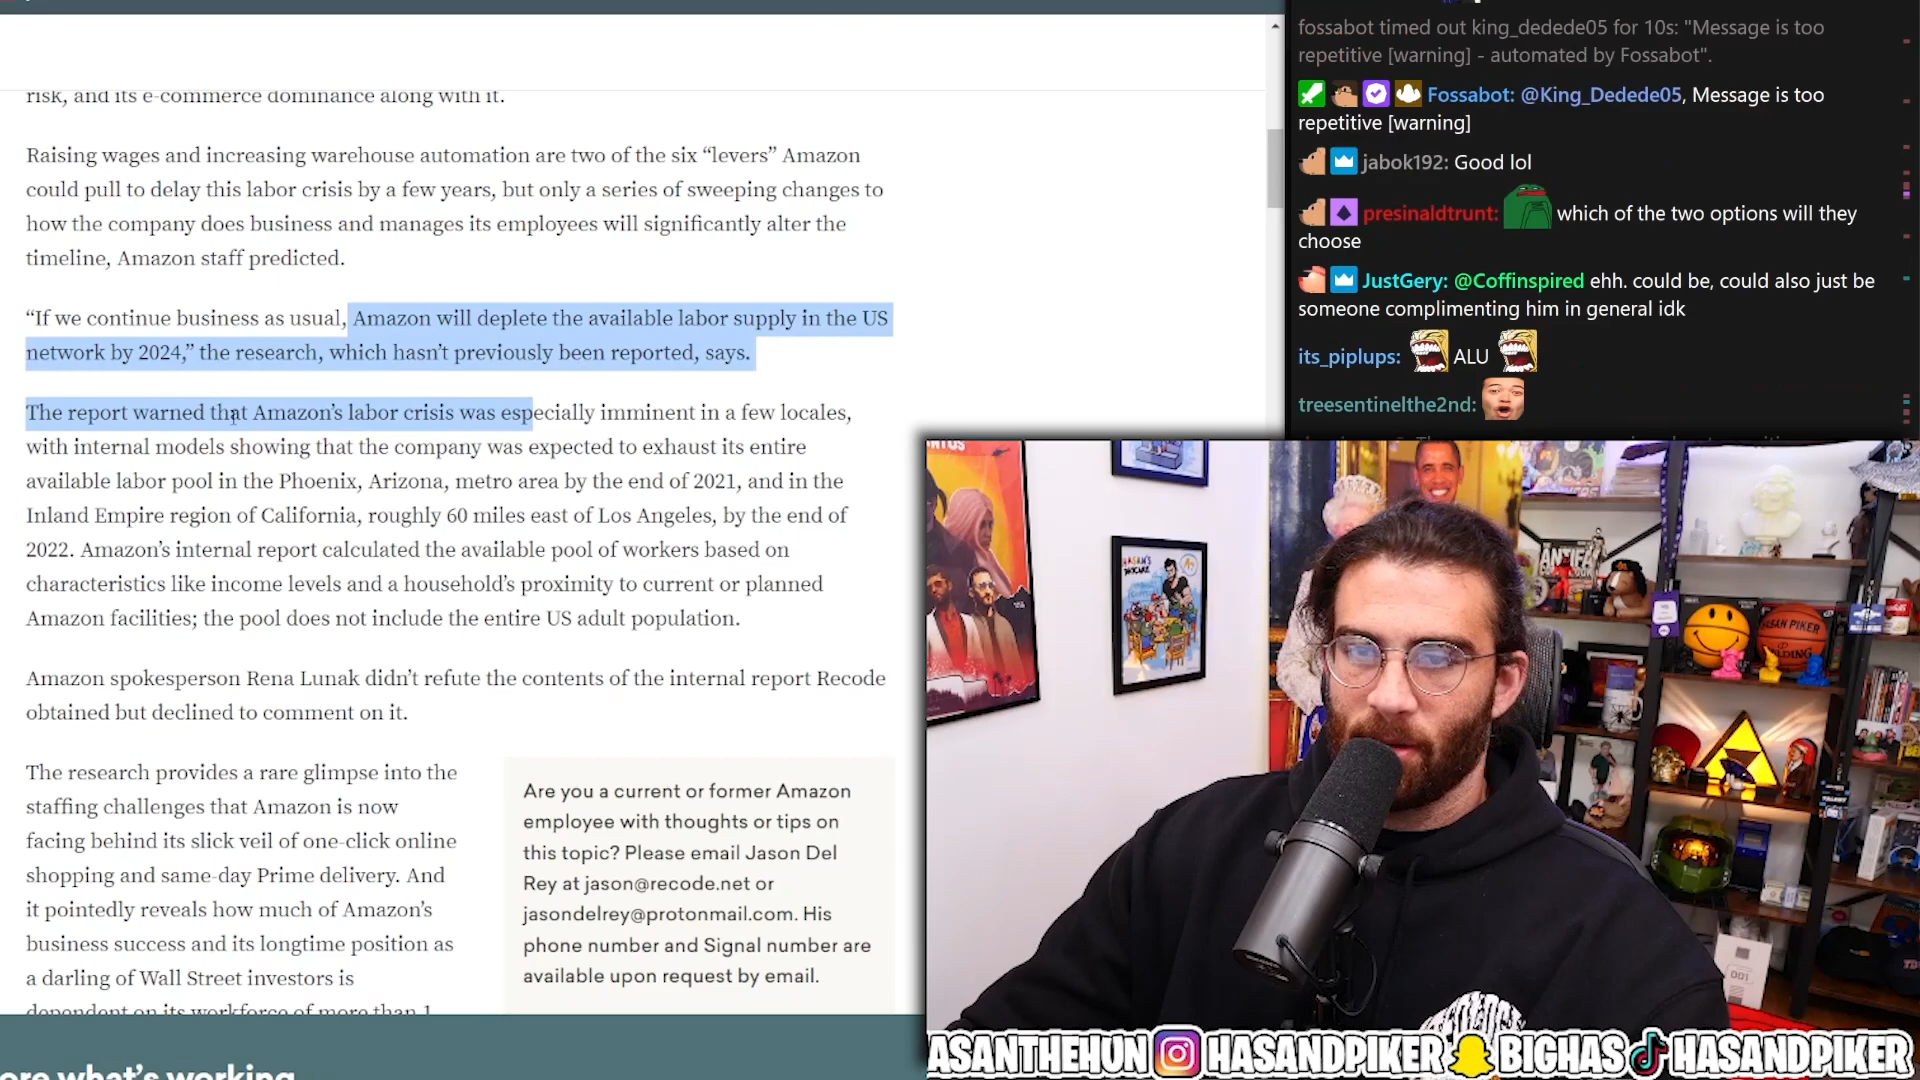 risk, and its e-commerce dominance along with it.
Raising wages and increasing warehouse automation are two of the six “levers” Amazon
could pull to delay this labor crisis by a few years, but only a series of sweeping changes to
how the company does business and manages its employees will significantly alter the
timeline, Amazon staff predicted.
“If we continue business as usual, Amazon will deplete the available labor supply in the US
network by 2024,” the research, which hasn’t previously been reported, says.
The report warned that Amazon’s labor crisis was especially imminent in a few locales,
with internal models showing that the company was expected to exhaust its entire
available labor pool in the Phoenix, Arizona, metro area by the end of 2021, and in the
Inland Empire region of California, roughly 60 miles east of Los Angeles, by the end of
2022. Amazon’s internal report calculated the available pool of workers based on
characteristics like income levels and a household’s proximity to current or planned
Amazon facilities; the pool does not include the entire US adult population.
Amazon spokesperson Rena Lunak didn’t refute the contents of the internal report Recode
obtained but declined to comment on it.
The research provides a rare glimpse into the
staffing challenges that Amazon is now
facing behind its slick veil of one-click online
shopping and same-day Prime delivery. And
it pointedly reveals how much of Amazon’s
business success and its longtime position as
a darling of Wall Street investors is
dependent on its workforce of more than 1
Are you a current or former Amazon
employee with thoughts or tips on
this topic? Please email Jason Del
Rey at jason@recode.net or
jasondelrey@protonmail.com. His
phone number and Signal number are
available upon request by email.
ore what’s working
fossabot timed out king_dedede05 for 10s: "Message is too
repetitive [warning] - automated by Fossabot".
Fossabot: @King_Dedede05, Message is too
repetitive [warning]
jabok192: Good lol
presinaldtrunt: which of the two options will they
choose
JustGery: @Coffinspired ehh. could be, could also just be
someone complimenting him in general idk
its_piplups: ALU
treesentinelthe2nd:
HASAN PIKER
SPALDING
ASANTHEHUN HASANDPIKER BIGHAS HASANDPIKER